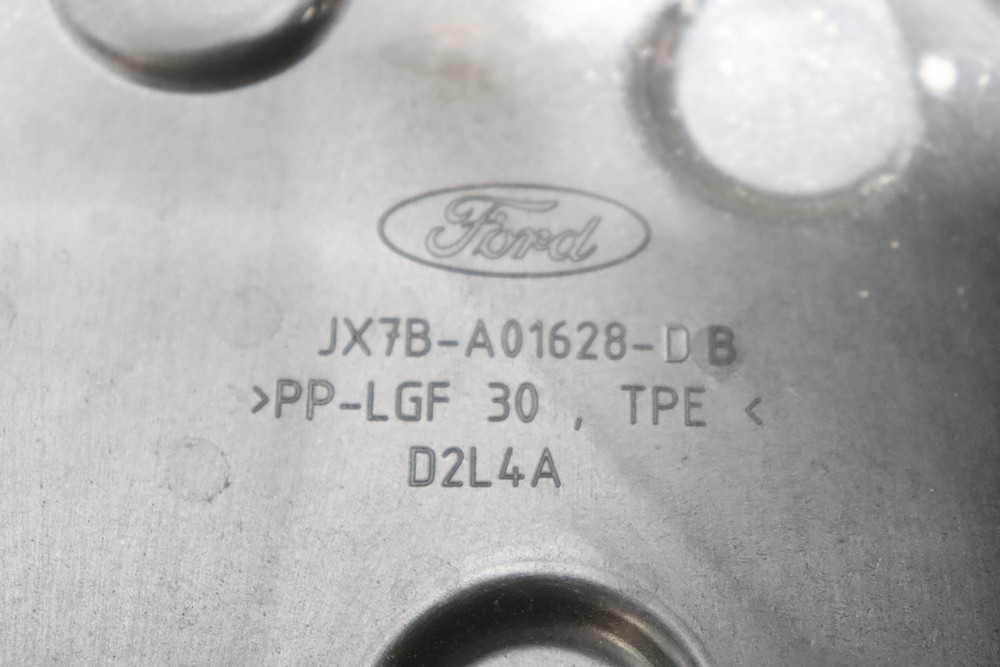 Ford
JX7B-A01628-DB
>PP-LGF 30 , TPE <
D2L4A